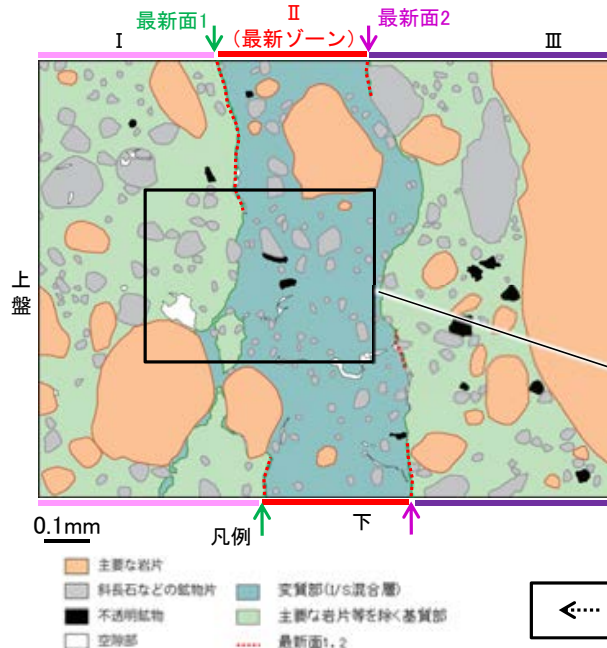 Ⅱ
最新面1
（最新ゾーン）
最新面2
Ⅰ
Ⅲ
上盤
0.1mm
凡例
下
主要な岩片
斜長石などの鉱物片
不透明鉱物
空隙部
変質部(I/S混合層)
主要な岩片等を除く基質部
最新面1, 2